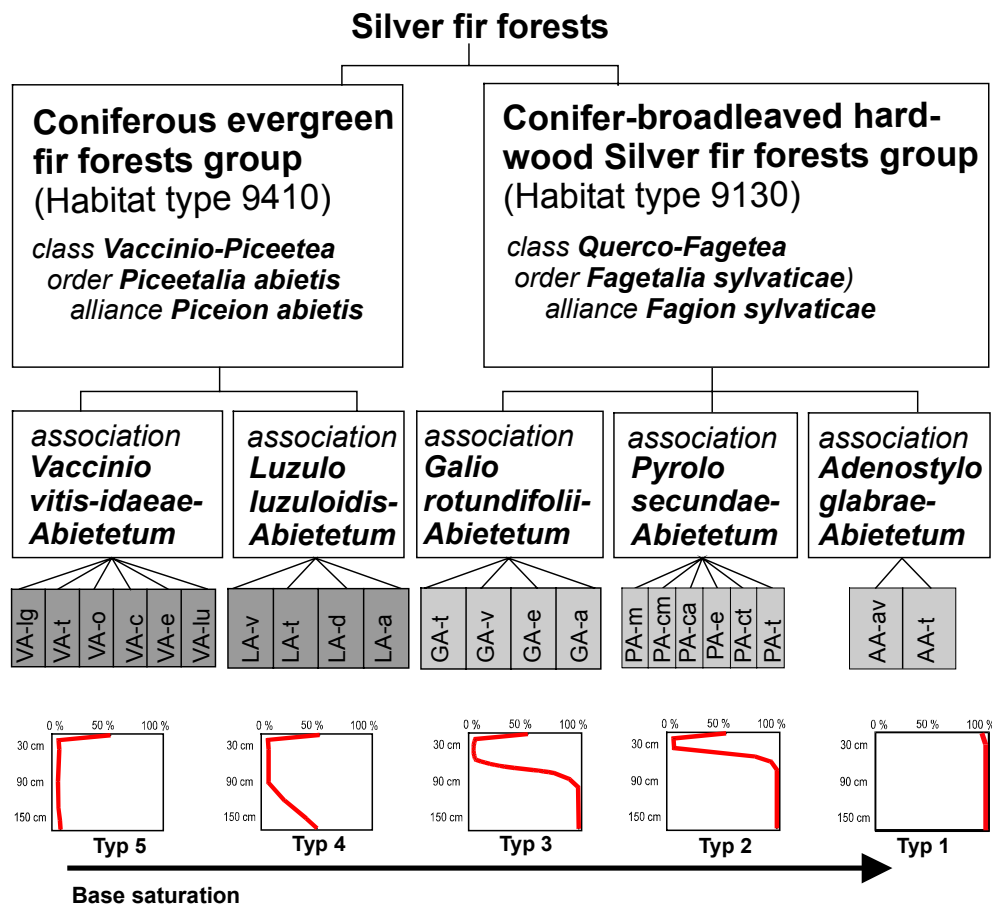 Silver fir forests
Coniferous evergreen
fir forests group
(Habitat type 9410)
class Vaccinio-Piceetea
order Piceetalia abietis
alliance Piceion abietis
Conifer-broadleaved hard-
wood Silver fir forests group
(Habitat type 9130)
class Querco-Fagetea
order Fagetalia sylvaticae)
alliance Fagion sylvaticae
association
Vaccinio
vitis-idaeae-
Abietetum
association
Luzulo
luzuloidis-
Abietetum
association
Galio
rotundifolii-
Abietetum
association
Pyrolo
secundae-
Abietetum
association
Adenostylo
glabrae-
Abietetum
VA-lg
VA-t
VA-o
VA-c
VA-e
VA-lu
LA-v
LA-t
LA-d
LA-a
GA-t
GA-v
GA-e
GA-a
PA-m
PA-cm
PA-ca
PA-e
PA-ct
PA-t
AA-av
AA-t
0 % 50 % 100 %
30 cm
90 cm
150 cm
Typ 5
0 % 50 % 100 %
30 cm
90 cm
150 cm
Typ 4
0 % 50 % 100 %
30 cm
90 cm
150 cm
Typ 3
0 % 50 % 100 %
30 cm
90 cm
150 cm
Typ 2
0 % 50 % 100 %
30 cm
90 cm
150 cm
Typ 1
Base saturation